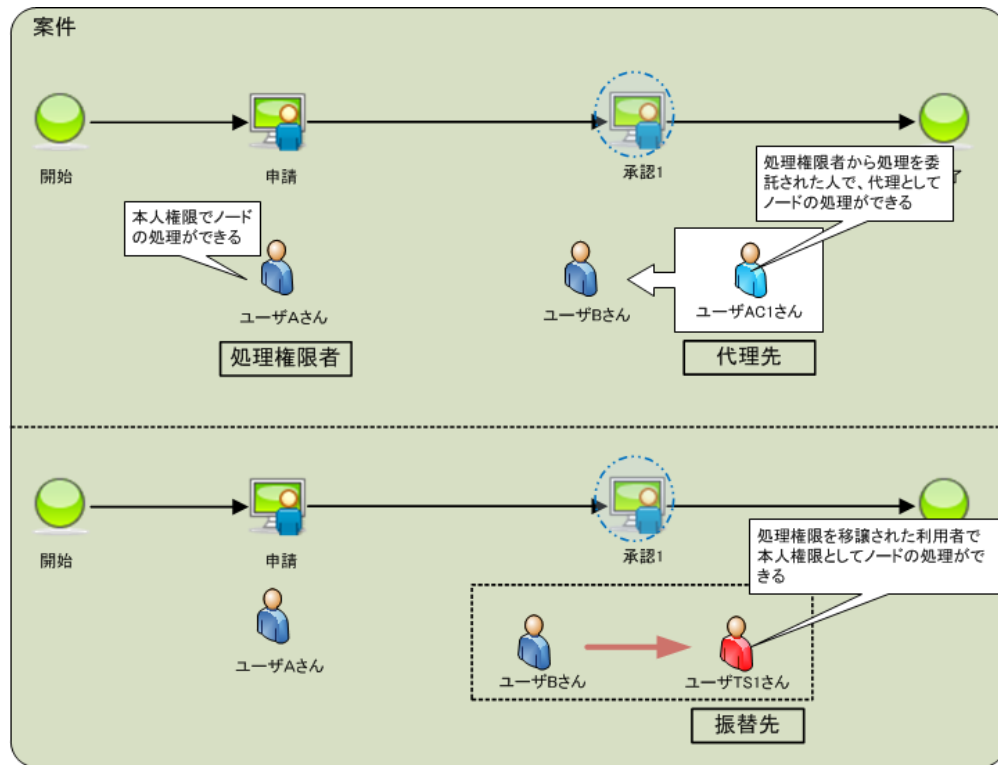 案件
開始
申請
承認1
了
処理権限者から処理を委
託された人で、代理として
ノードの処理ができる
本人権限でノード
の処理ができる
ユーザAさん
ユーザBさん
ユーザAC1さん
処理権限者
代理先
開始
申請
承認1
処理権限を移譲された利用者で
本人権限としてノードの処理がで
きる
ユーザAさん
ユーザBさん
ユーザTS1さん
振替先